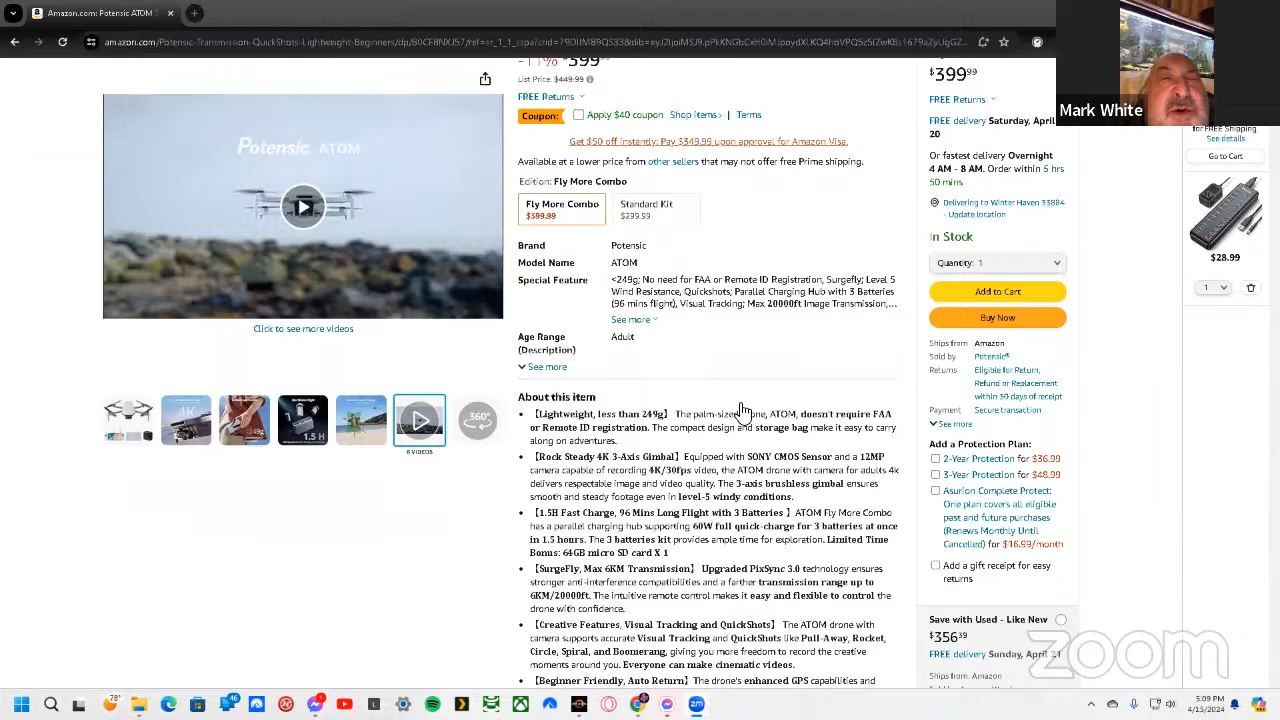 Amazon.com: Potensic ATOM S
amazon.com/Potensic-Transmission-QuickShots-Lightweight-Beginners/dp/B0CFBNXJ57/ref=sr_1_1_sspa?crid=
-11% $399
List Price: $449.99
FREE Returns
Coupon: Apply $40 coupon Shop items > | Terms
Get $50 off instantly: Pay $349.99 upon approval for Amazon Visa.
Available at a lower price from other sellers that may not offer free Prime shipping.
Edition: Fly More Combo
Fly More Combo
$399.99
Standard Kit
$299.99
Brand Potensic
Model Name ATOM
Special Feature <249g; No need for FAA or Remote ID Registration, Surgefly; Level 5
Wind Resistance, Quickshots; Parallel Charging Hub with 3 Batteries
(96 mins flight), Visual Tracking; Max 20000ft Image Transmission,...
See more
Age Range
(Description) Adult
See more
About this item
【Lightweight, less than 249g】 The palm-sized drone, ATOM, doesn't require FAA
or Remote ID registration. The compact design and storage bag make it easy to carry
along on adventures.
【Rock Steady 4K 3-Axis Gimbal】Equipped with SONY CMOS Sensor and a 12MP
camera capable of recording 4K/30fps video, the ATOM drone with camera for adults 4k
delivers respectable image and video quality. The 3-axis brushless gimbal ensures
smooth and steady footage even in level-5 windy conditions.
【1.5H Fast Charge, 96 Mins Long Flight with 3 Batteries 】 ATOM Fly More Combo
has a parallel charging hub supporting 60W full quick-charge for 3 batteries at once
in 1.5 hours. The 3 batteries kit provides ample time for exploration. Limited Time
Bonus: 64GB micro SD card X 1
【SurgeFly, Max 6KM Transmission】 Upgraded PixSync 3.0 technology ensures
stronger anti-interference compatibilities and a farther transmission range up to
6KM/20000ft. The intuitive remote control makes it easy and flexible to control the
drone with confidence.
【Creative Features, Visual Tracking and QuickShots】 The ATOM drone with
camera supports accurate Visual Tracking and QuickShots like Pull-Away, Rocket,
Circle, Spiral, and Boomerang, giving you more freedom to record the creative
moments around you. Everyone can make cinematic videos.
【Beginner Friendly, Auto Return】 The drone's enhanced GPS capabilities and
Potensic ATOM
Click to see more videos
4K
1.5 H
6 VIDEOS
360°
$399.99
FREE Returns
FREE delivery Saturday, April
20
Or fastest delivery Overnight
4 AM - 8 AM. Order within 5 hrs
50 mins
Delivering to Winter Haven 33884
- Update location
In Stock
Quantity: 1
Add to Cart
Buy Now
Ships from Amazon
Sold by Potensic®
Returns Eligible for Return,
Refund or Replacement
within 30 days of receipt
Payment Secure transaction
See more
Add a Protection Plan:
2-Year Protection for $36.99
3-Year Protection for $48.99
Asurion Complete Protect:
One plan covers all eligible
past and future purchases
(Renews Monthly Until
Cancelled) for $16.99/month
Add a gift receipt for easy
returns
Save with Used - Like New
$356.39
FREE delivery Sunday, April 21
Ships from: Amazon
Mark White
for FREE Shipping
See details
Go to Cart
$28.99
1
zoom
78°
46
5:09 PM
4/15/2024